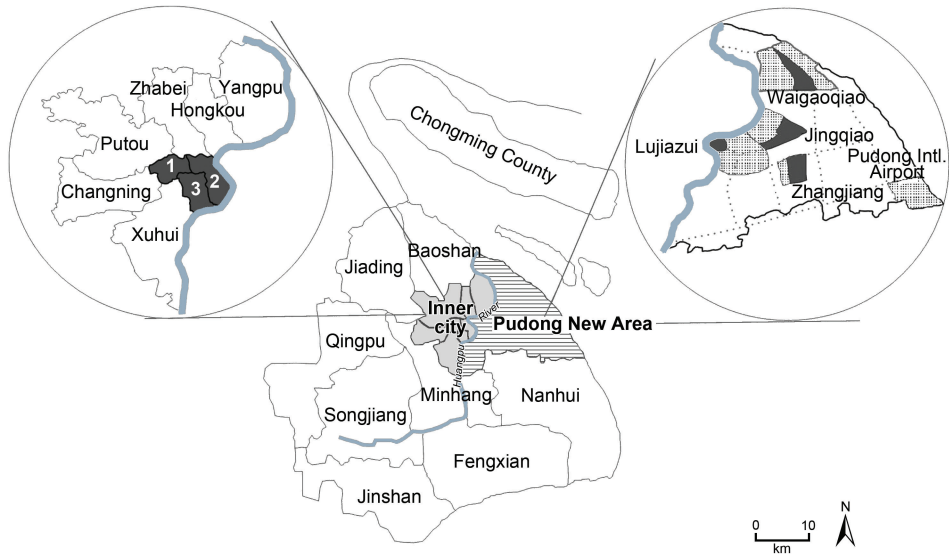 Zhabei
Yangpu
Hongkou
Putou
1
2
3
Changning
Xuhui
Chongming County
Waigaoqiao
Lujiazui
Jingqiao
Pudong Intl.
Airport
Zhangjiang
Baoshan
Jiading
Inner
city
River
Pudong New Area
Qingpu
Huangpu
Minhang
Nanhui
Songjiang
Fengxian
Jinshan
N
0 10
km